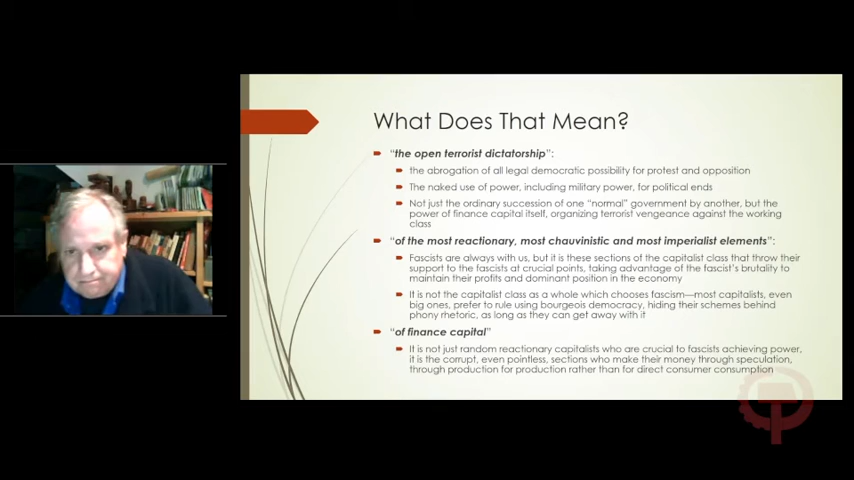 What Does That Mean?
"the open terrorist dictatorship":
the abrogation of all legal democratic possibility for protest and opposition
The naked use of power, including military power, for political ends
Not just the ordinary succession of one "normal" government by another, but the
power of finance capital itself, organizing terrorist vengeance against the working
class
"of the most reactionary, most chauvinistic and most imperialist elements":
Fascists are always with us, but it is these sections of the capitalist class that throw their
support to the fascists at crucial points, taking advantage of the fascist's brutality to
maintain their profits and dominant position in the economy
It is not the capitalist class as a whole which chooses fascism—most capitalists, even
big ones, prefer to rule using bourgeois democracy, hiding their schemes behind
phony rhetoric, as long as they can get away with it
"of finance capital"
It is not just random reactionary capitalists who are crucial to fascists achieving power,
it is the corrupt, even pointless, sections who make their money through speculation,
through production for production rather than for direct consumer consumption